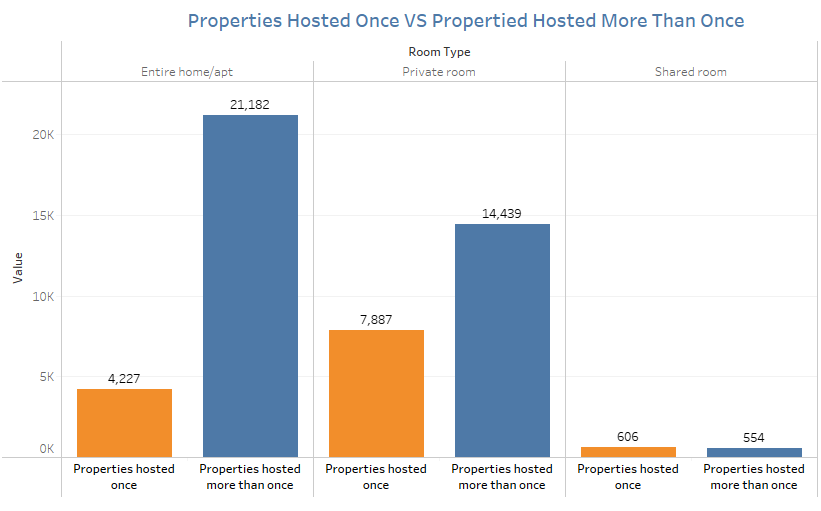 Properties Hosted Once VS Propertied Hosted More Than Once
Room Type
Entire home/apt
Private room
Shared room
Value
20K
15K
10K
5K
0K
4,227
21,182
7,887
14,439
606
554
Properties hosted
once
Properties hosted
more than once
Properties hosted
once
Properties hosted
more than once
Properties hosted
once
Properties hosted
more than once